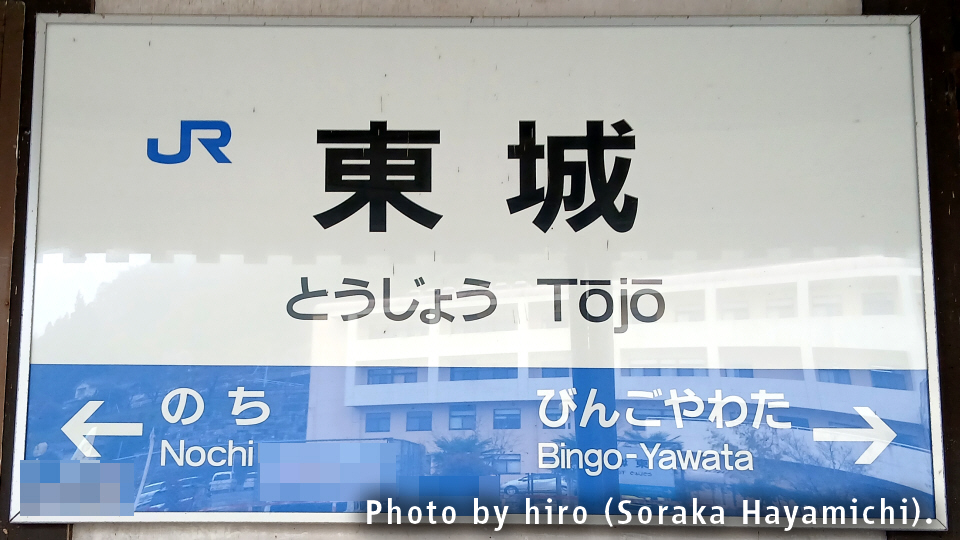 JR 東城
とうじょう Tōjō
← のち びんごやわた →
Nochi Bingo-Yawata
Photo by hiro (Soraka Hayamichi).